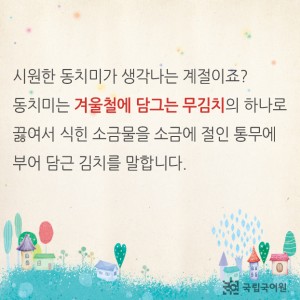 시원한 동치미가 생각나는 계절이죠?
동치미는 겨울철에 담그는 무김치의 하나로
끓여서 식힌 소금물을 소금에 절인 통무에
부어 담근 김치를 말합니다.
국립국어원